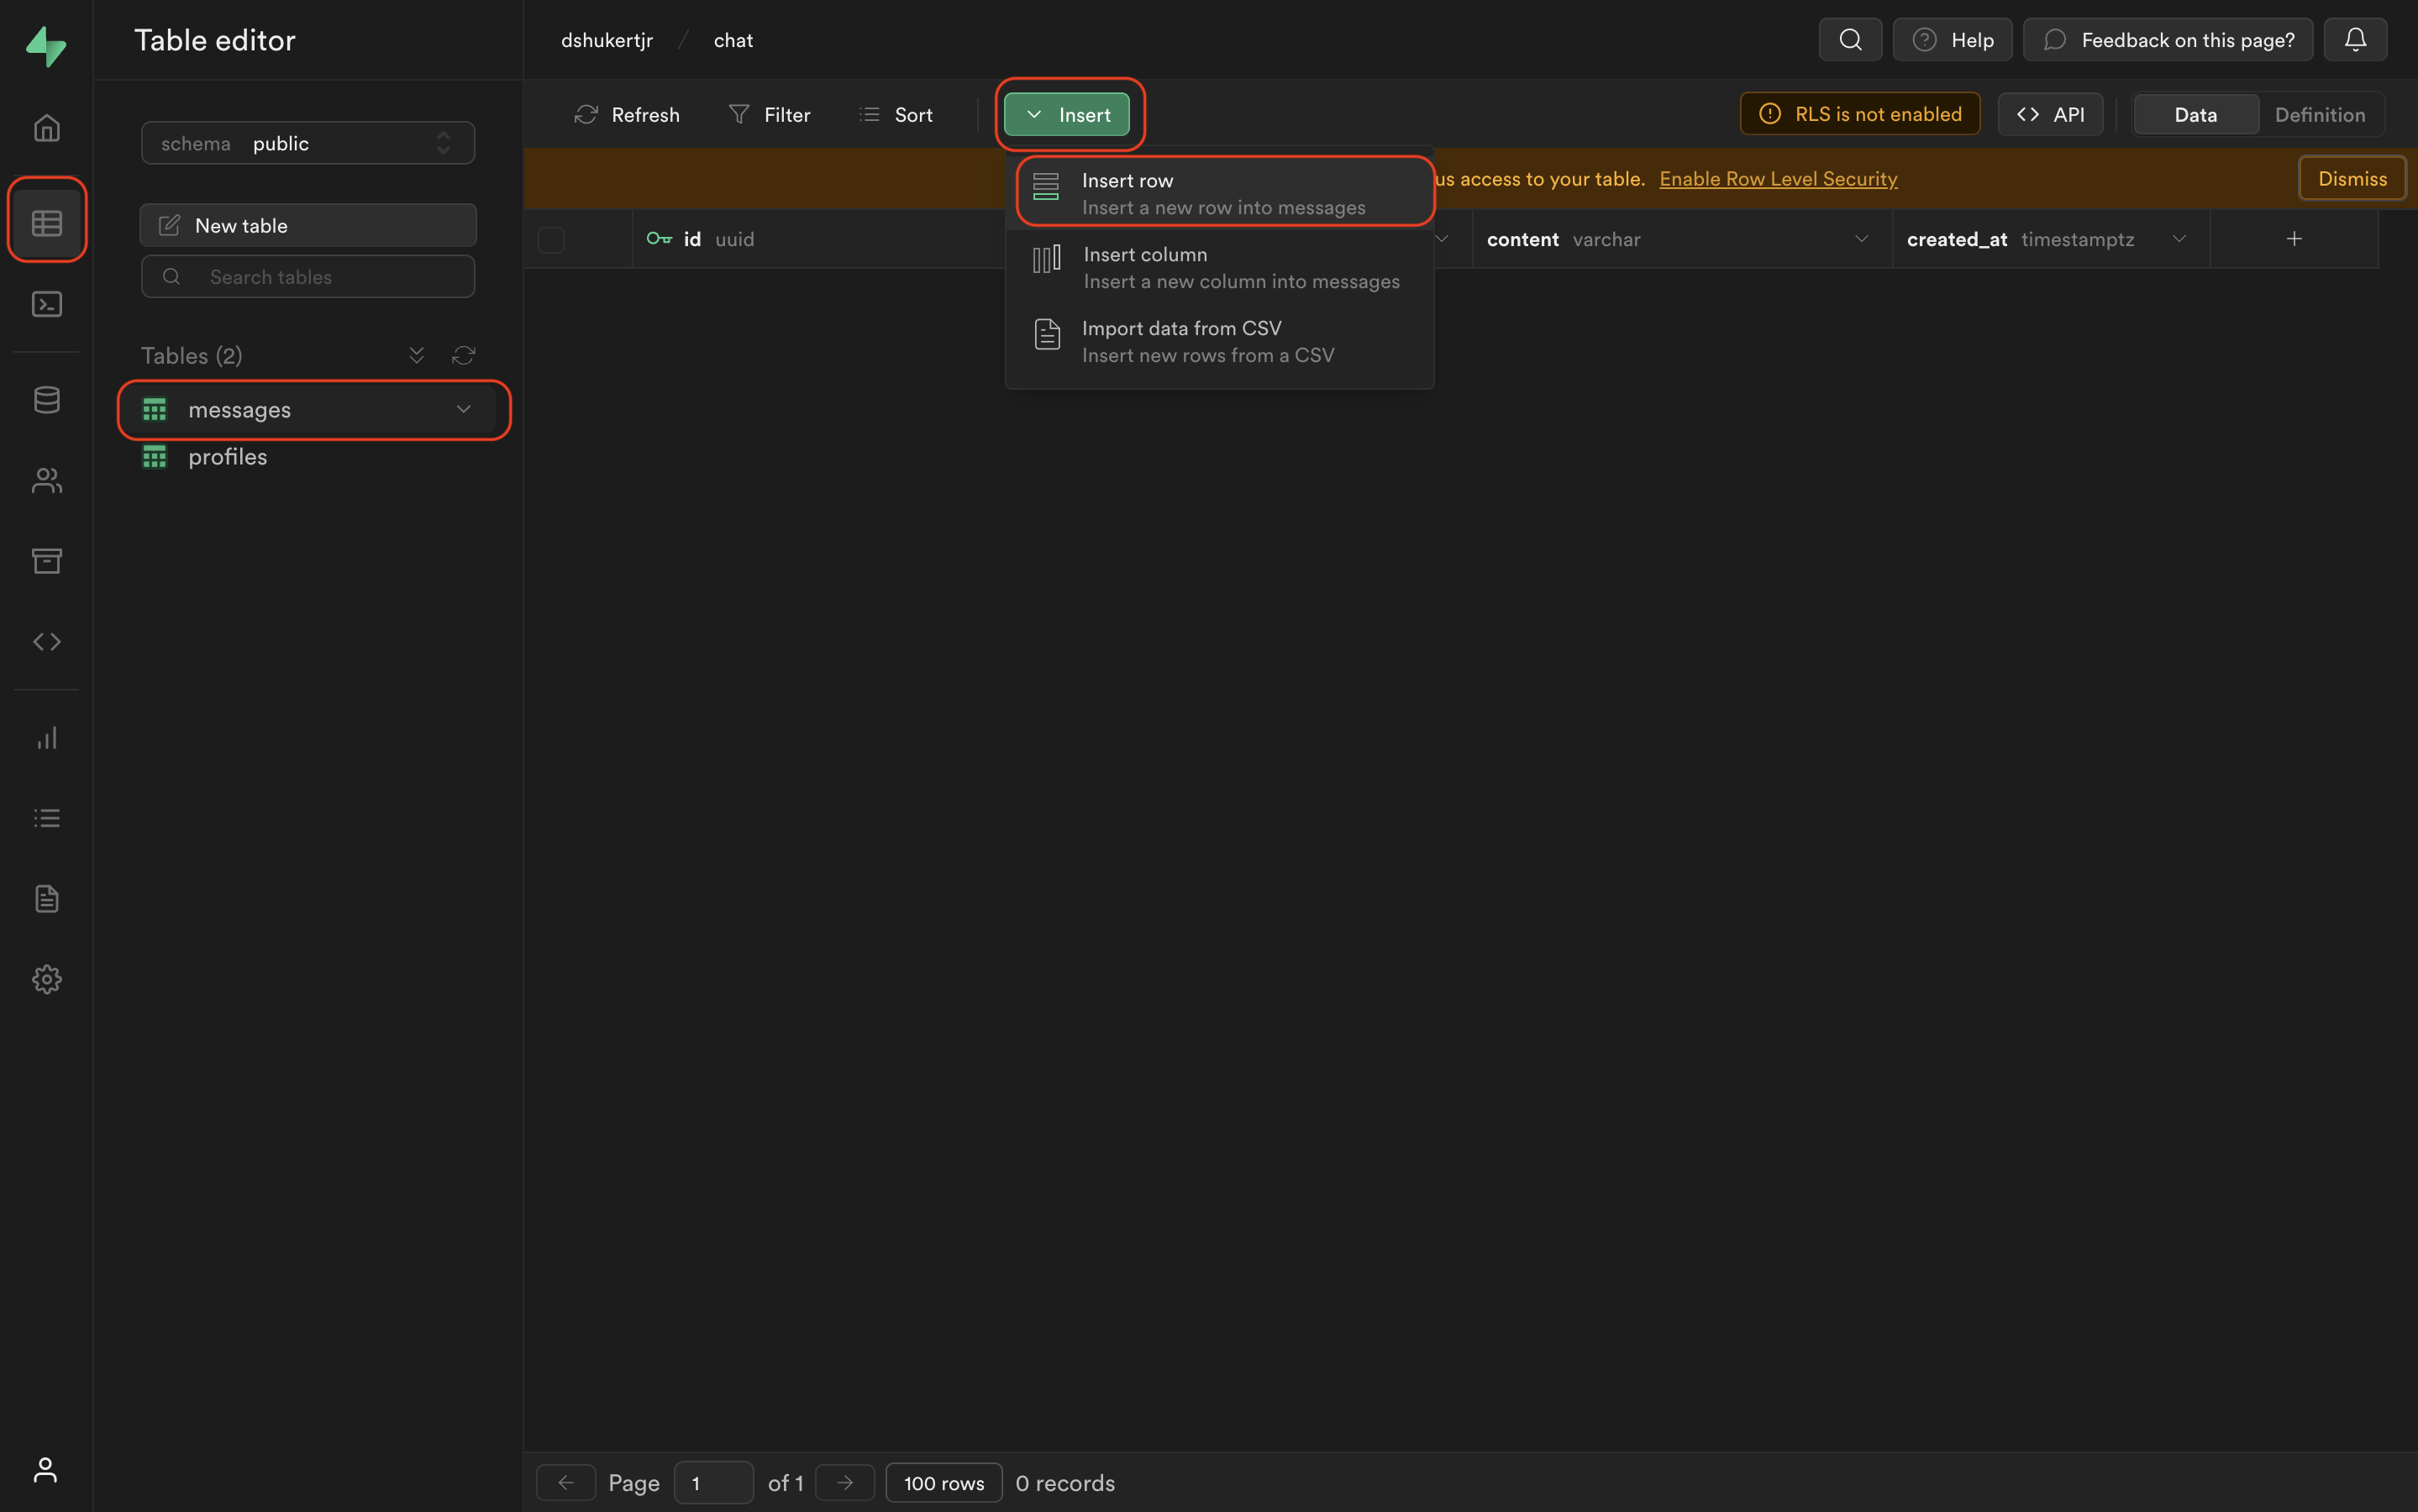 Table editor
dshukertjr / chat
Help
Feedback on this page?
schema public
New table
Search tables
Tables (2)
messages
profiles
Refresh
Filter
Sort
Insert
RLS is not enabled
API
Data
Definition
us access to your table. Enable Row Level Security
Dismiss
Insert row
Insert a new row into messages
Insert column
Insert a new column into messages
Import data from CSV
Insert new rows from a CSV
id uuid
content varchar
created_at timestamptz
Page 1 of 1
100 rows
0 records